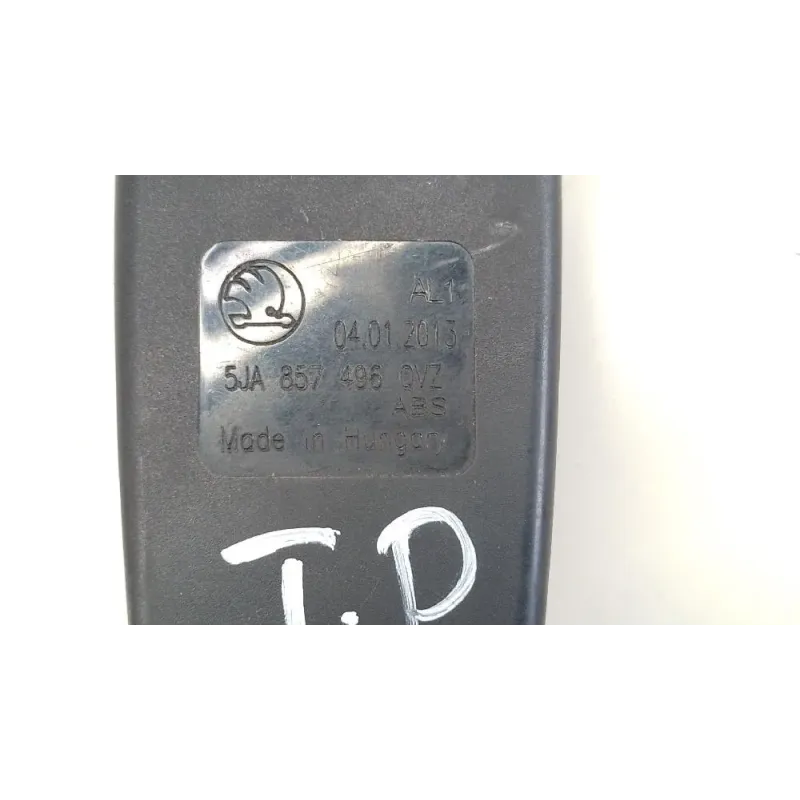 AL1
04.01.2013
5JA 857 496 QVZ
ABS
Made in Hungary
T.D